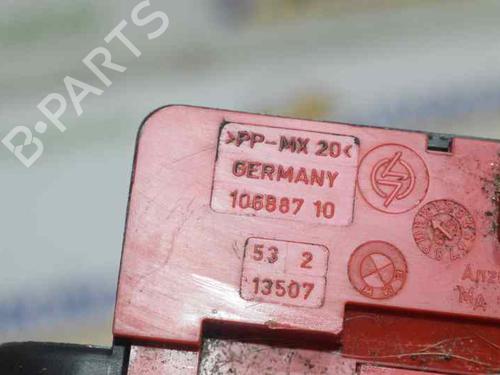 >PP-MX 20<
GERMANY
106887 10
53 2
13507
B-PARTS